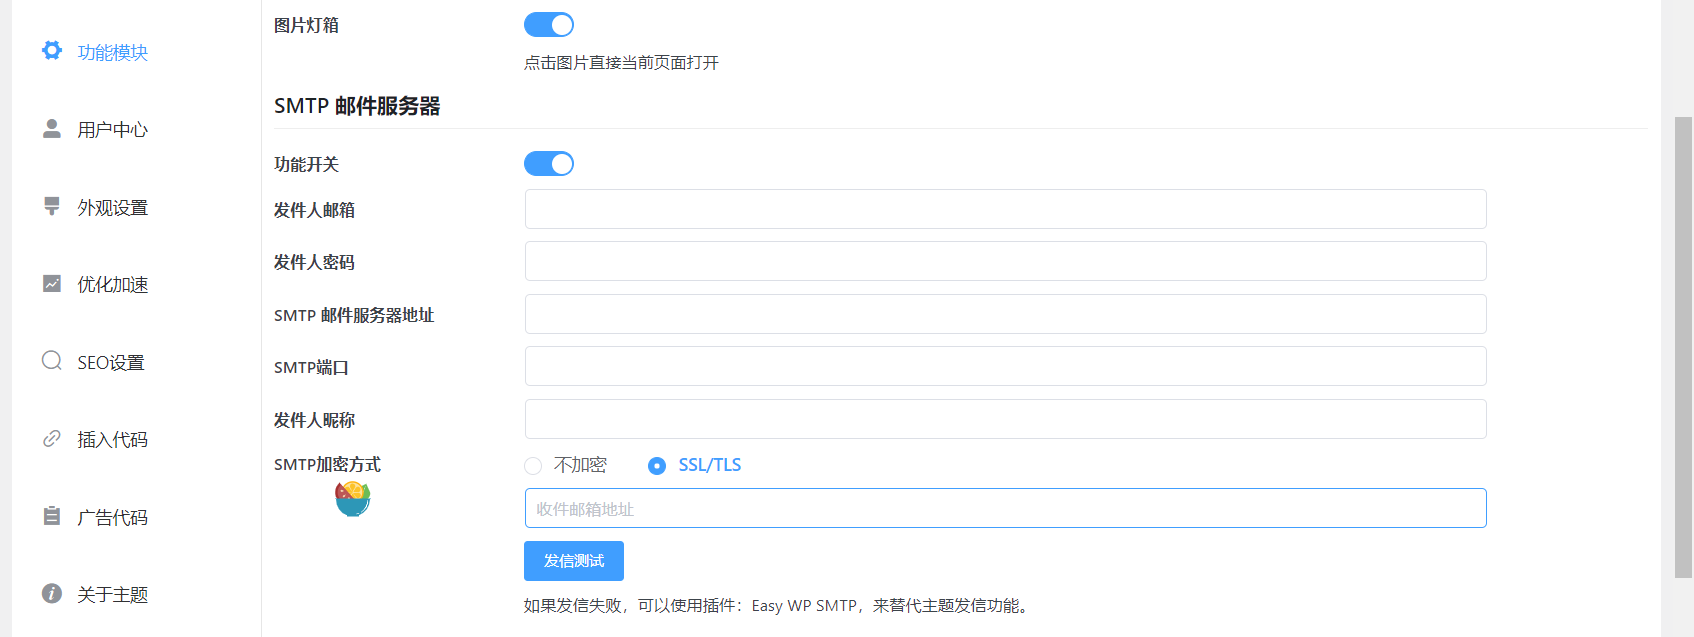 功能模块
用户中心
外观设置
优化加速
SEO设置
插入代码
广告代码
关于主题
图片灯箱
点击图片直接当前页面打开
SMTP 邮件服务器
功能开关
发件人邮箱
发件人密码
SMTP 邮件服务器地址
SMTP端口
发件人昵称
SMTP加密方式
不加密 SSL/TLS
收件邮箱地址
发信测试
如果发信失败，可以使用插件：Easy WP SMTP，来替代主题发信功能。